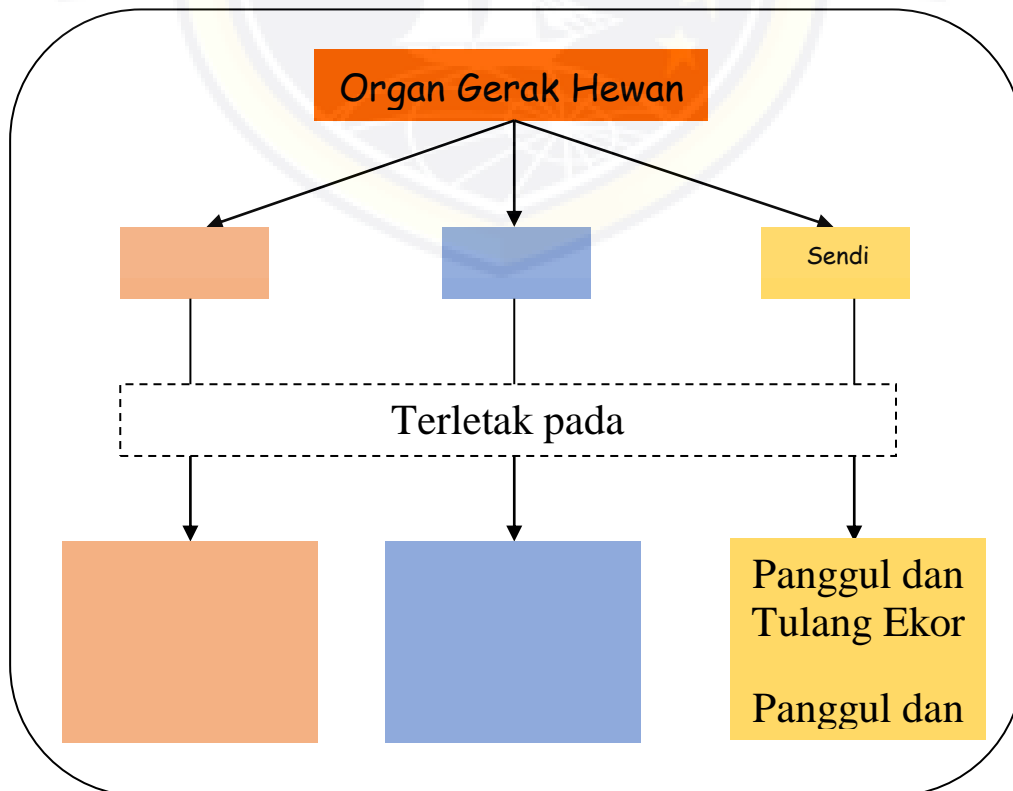 Organ Gerak Hewan
Sendi
Terletak pada
Panggul dan
Tulang Ekor
Panggul dan